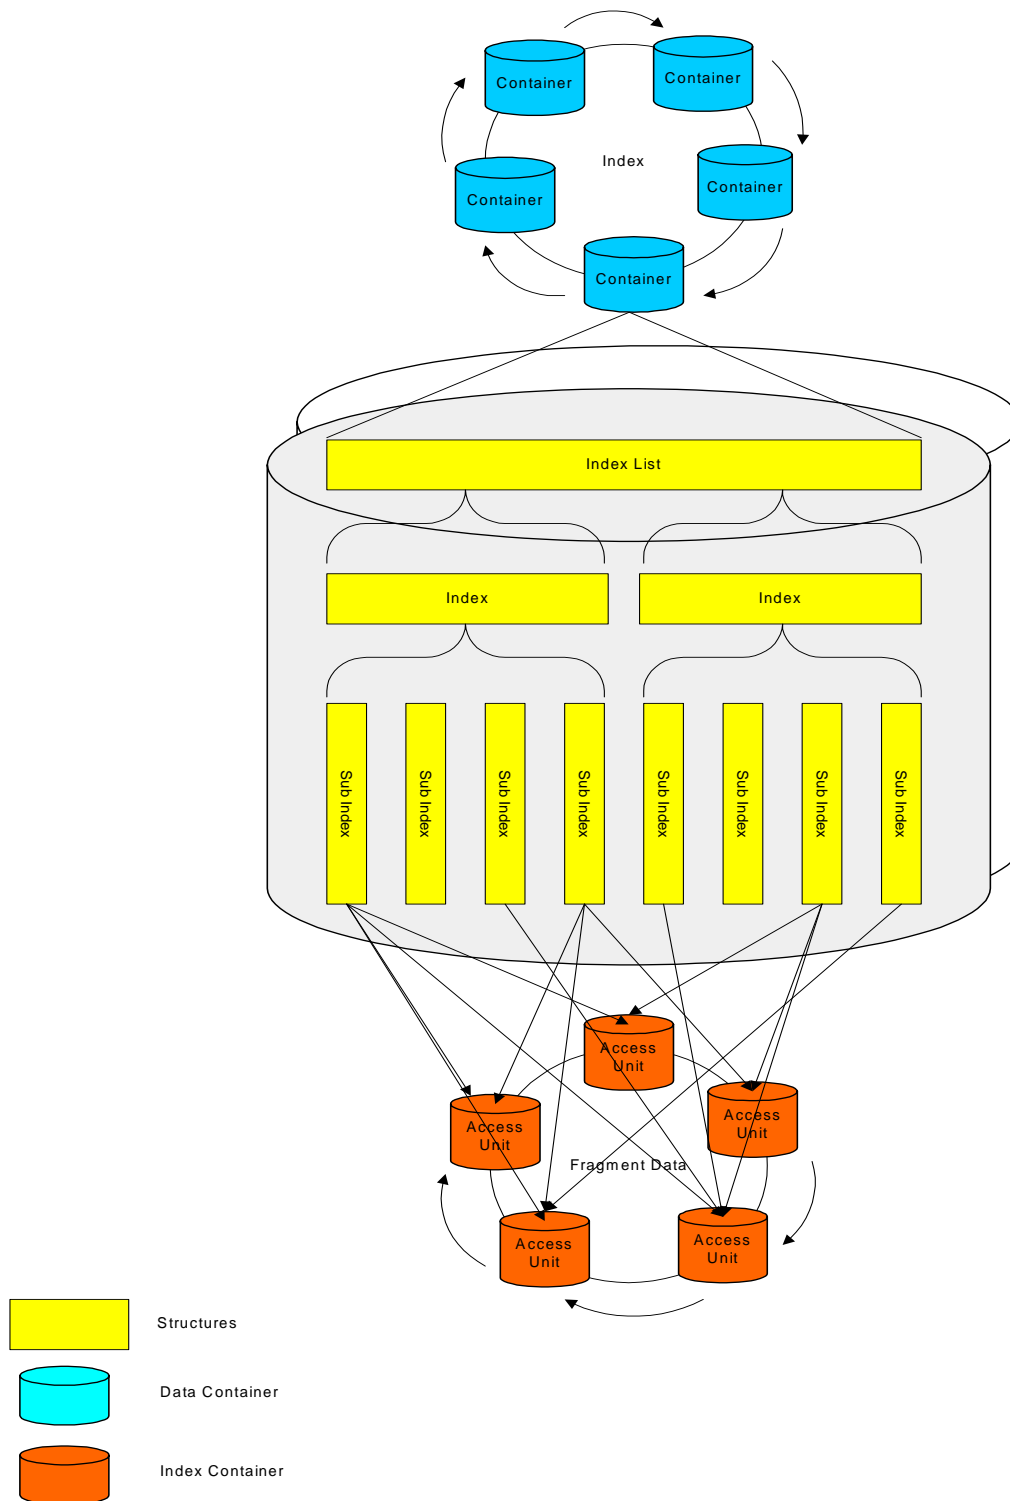 Container
Container
Index
Container
Container
Container
Index List
Index
Index
Sub Index
Sub Index
Sub Index
Sub Index
Sub Index
Sub Index
Sub Index
Sub Index
Access
Unit
Access
Unit
Access
Unit
Fragment Data
Access
Unit
Access
Unit
Structures
Data Container
Index Container